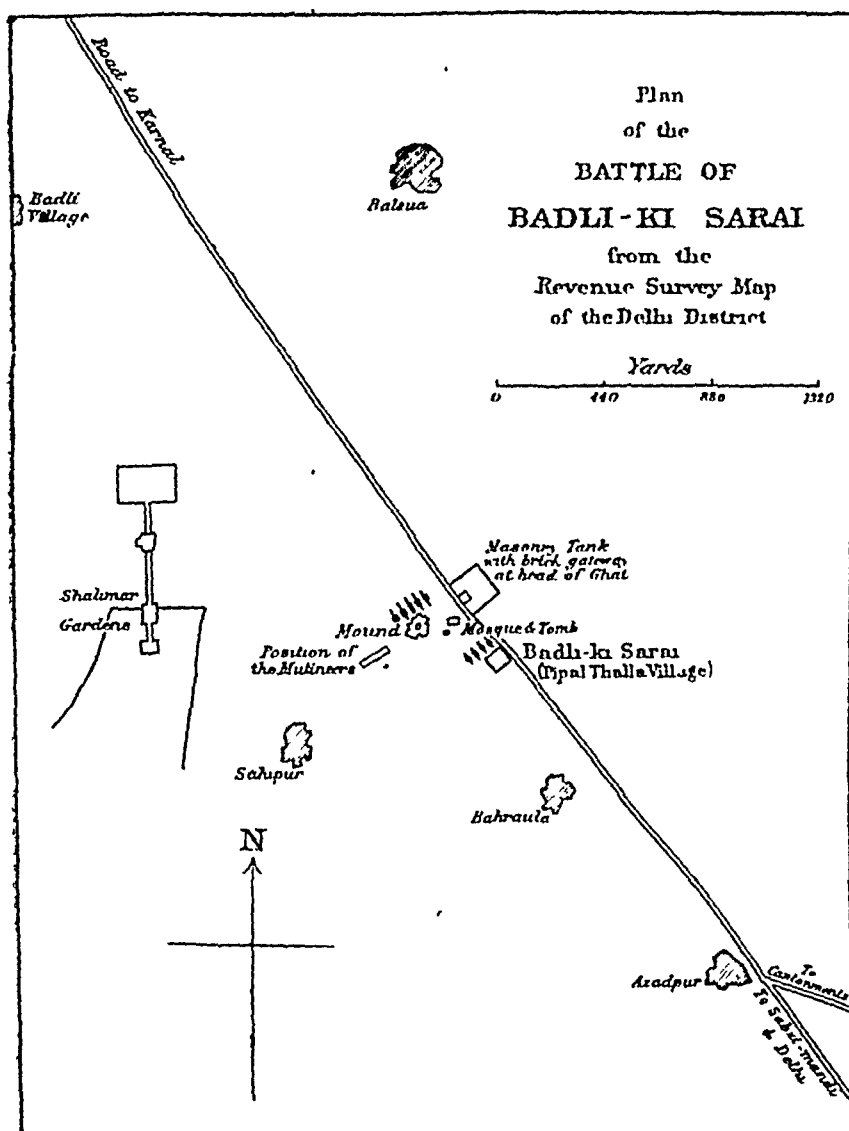 Plan
of the
BATTLE OF
BADLI-KI SARAI
from the
Revenue Survey Map
of the Delhi District
Yards
0 440 880 1320
Road to Karnal
Badli
Village
Balsua
Masonry Tank
with brick gateway
at head of Ghat
Shalimar
Gardens
Mound
Mosque & Tomb
Position of
the Mutineers
Badli-ki Sarai
(Pipal Thalla Village)
Sahipur
Bahraula
N
Azadpur
To
Cantonments
To Sabzi-mandi
& Delhi